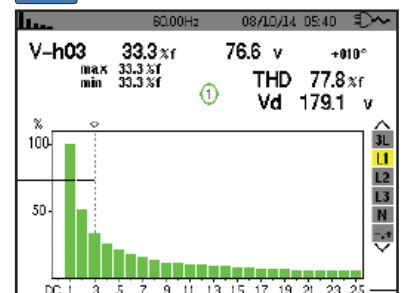 60.00Hz 08/10/14 05:40
V-h03 33.3 %f 76.6 v +010°
max 33.3 %f
min 33.3 %f
1
THD 77.8 %f
Vd 179.1 v
%
100
50
3L
L1
L2
L3
N
-.+
DC 1 3 5 7 9 11 13 15 17 19 21 23 25